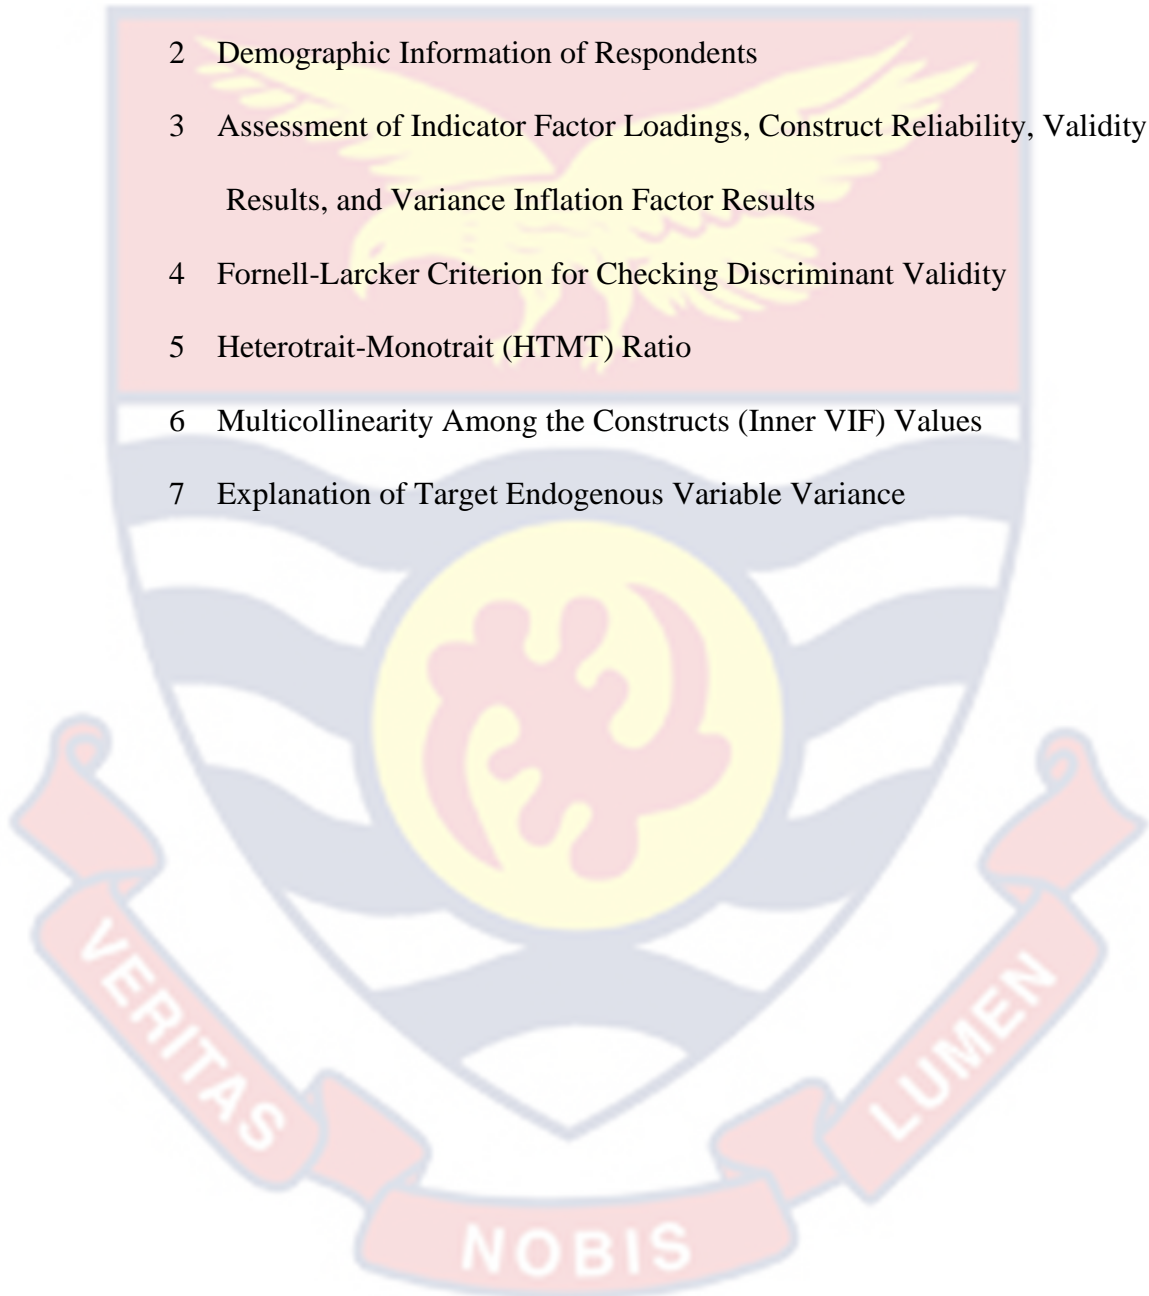 2 Demographic Information of Respondents
3 Assessment of Indicator Factor Loadings, Construct Reliability, Validity
Results, and Variance Inflation Factor Results
4 Fornell-Larcker Criterion for Checking Discriminant Validity
5 Heterotrait-Monotrait (HTMT) Ratio
6 Multicollinearity Among the Constructs (Inner VIF) Values
7 Explanation of Target Endogenous Variable Variance
VERITAS
NOBIS
LUMEN